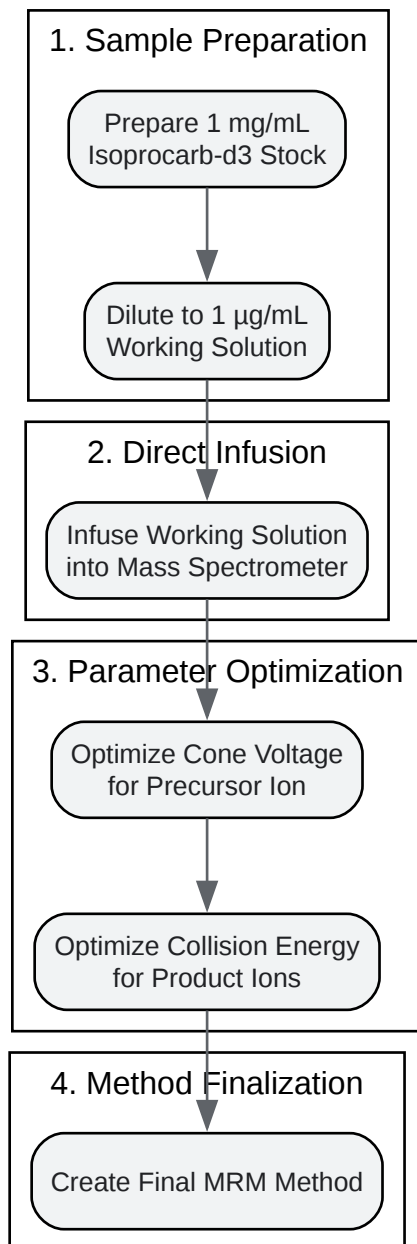 1. Sample Preparation
Prepare 1 mg/mL
Isoprocarb-d3 Stock
Dilute to 1 µg/mL
Working Solution
2. Direct Infusion
Infuse Working Solution
into Mass Spectrometer
3. Parameter Optimization
Optimize Cone Voltage
for Precursor Ion
Optimize Collision Energy
for Product Ions
4. Method Finalization
Create Final MRM Method